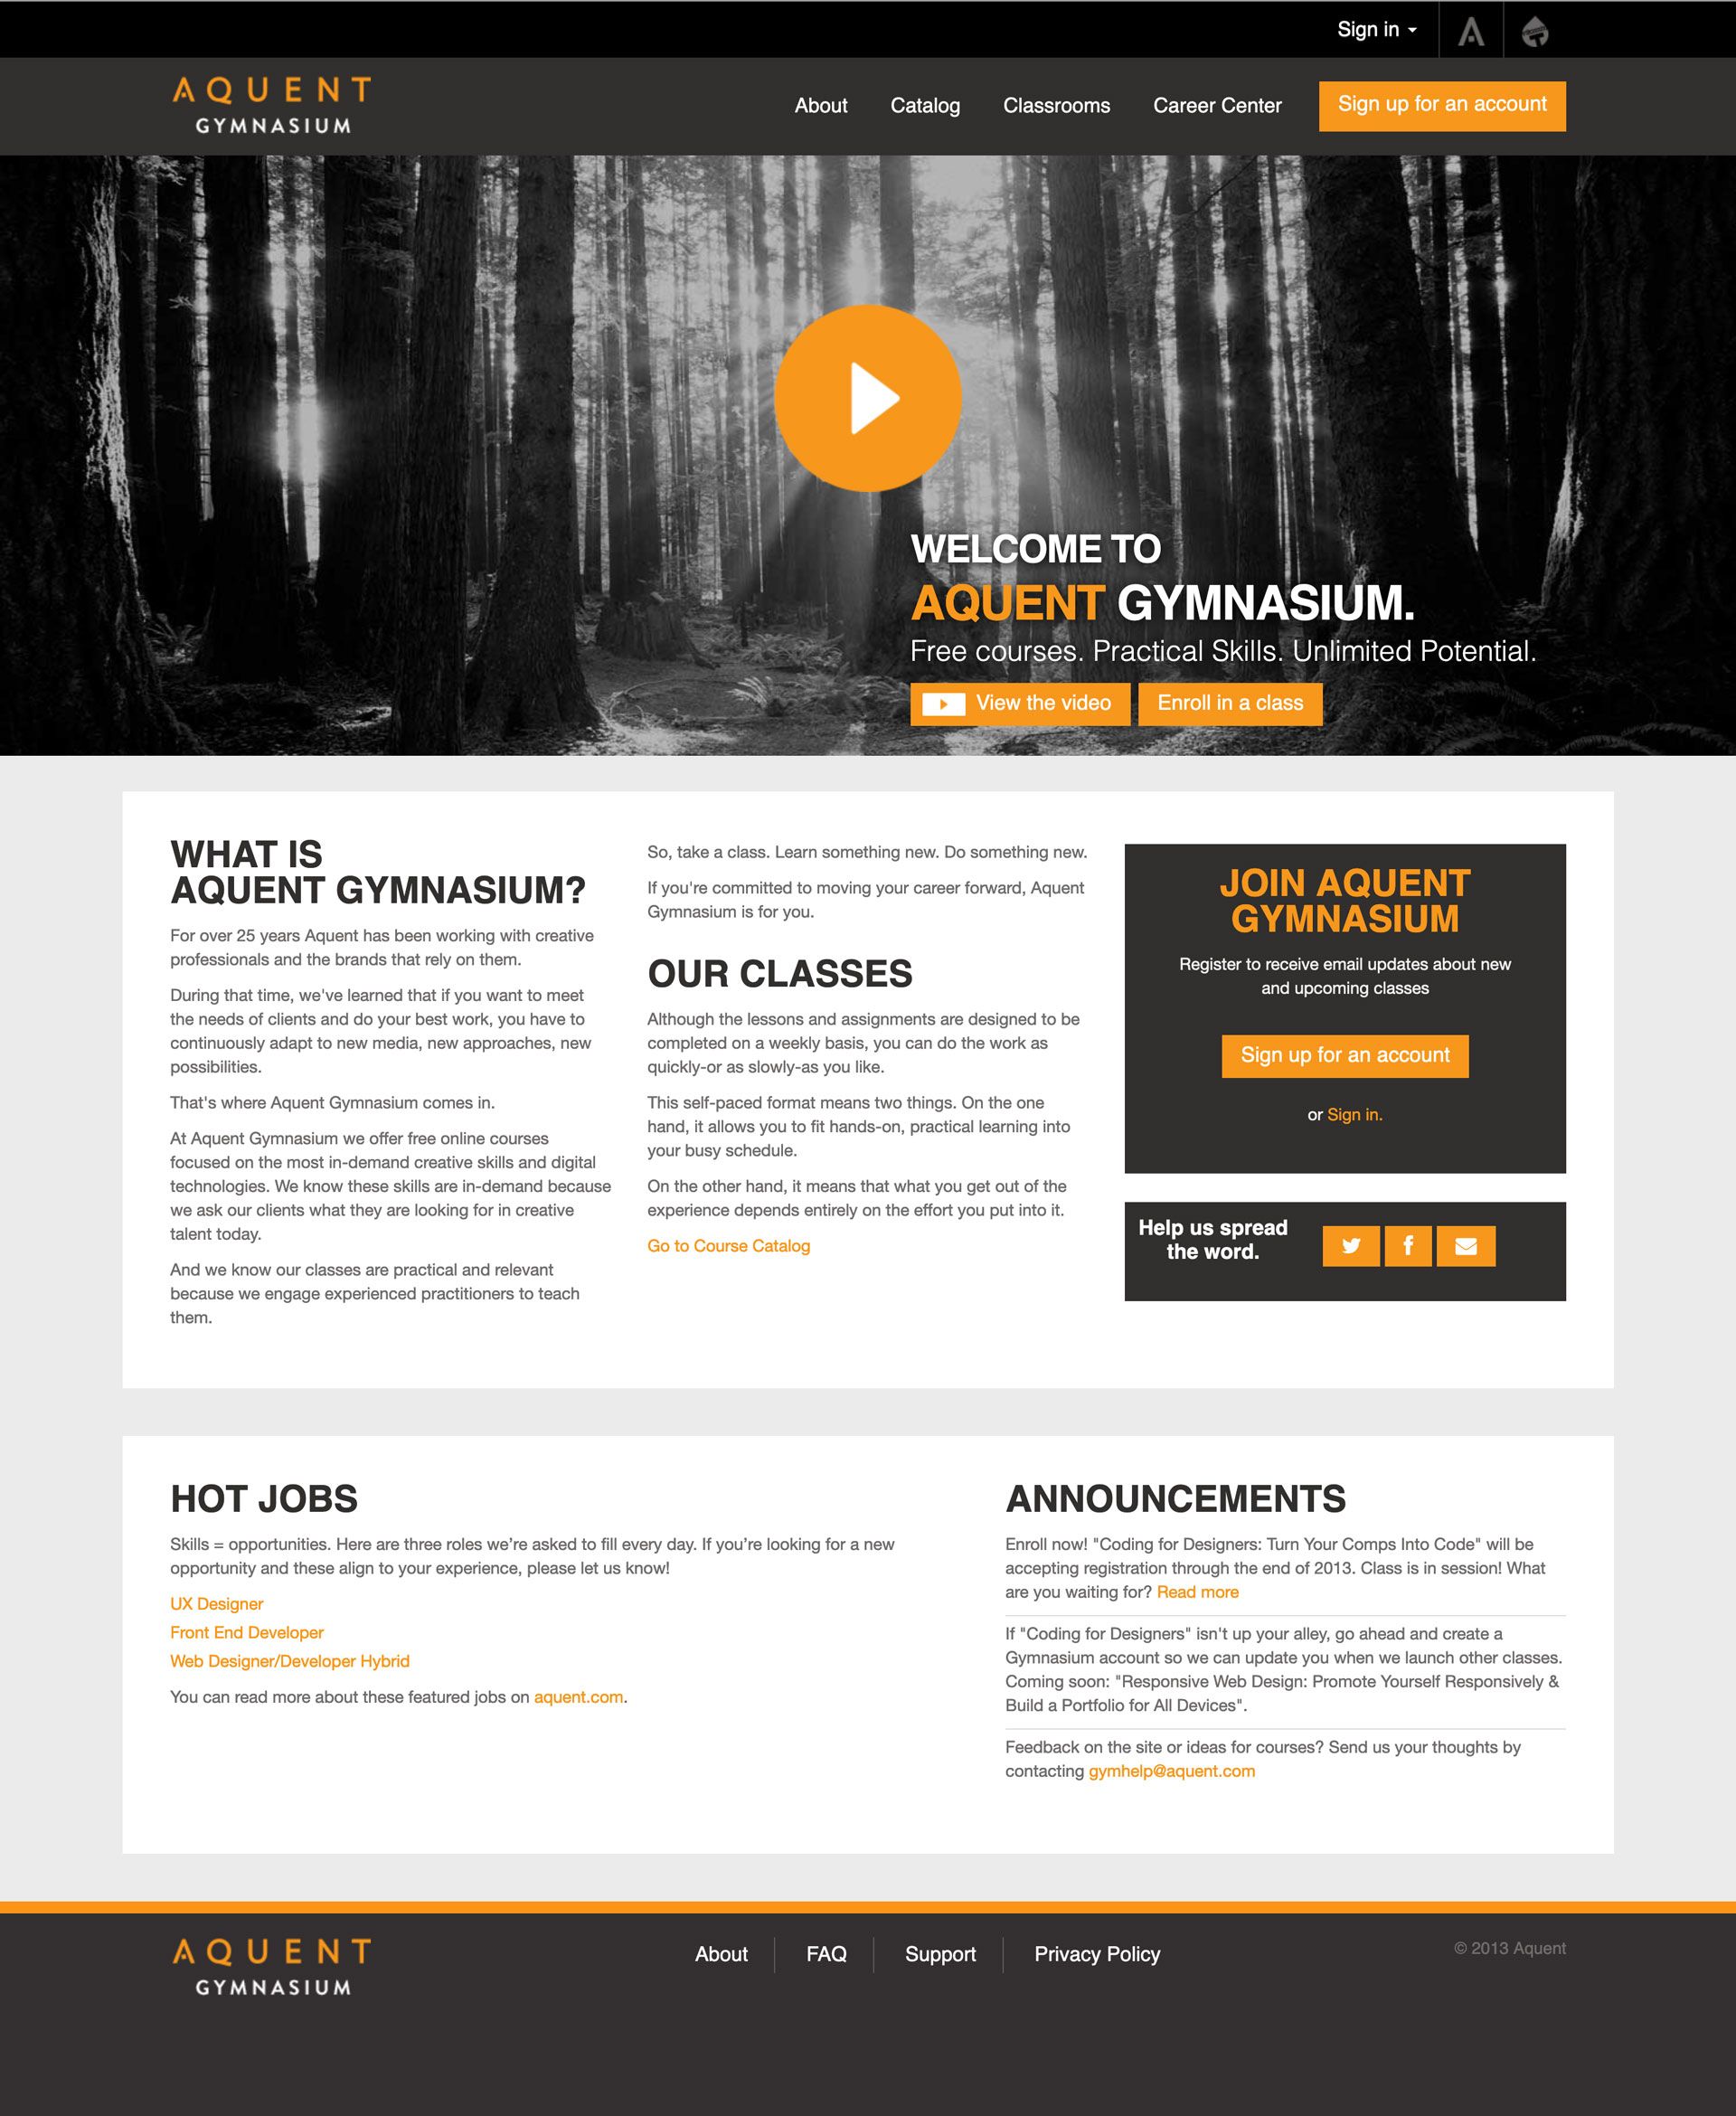 Sign in
AQUENT
GYMNASIUM
About
Catalog
Classrooms
Career Center
Sign up for an account
WELCOME TO
AQUENT GYMNASIUM.
Free courses. Practical Skills. Unlimited Potential.
View the video
Enroll in a class
WHAT IS
AQUENT GYMNASIUM?
For over 25 years Aquent has been working with creative
professionals and the brands that rely on them.
During that time, we've learned that if you want to meet
the needs of clients and do your best work, you have to
continuously adapt to new media, new approaches, new
possibilities.
That's where Aquent Gymnasium comes in.
At Aquent Gymnasium we offer free online courses
focused on the most in-demand creative skills and digital
technologies. We know these skills are in-demand because
we ask our clients what they are looking for in creative
talent today.
And we know our classes are practical and relevant
because we engage experienced practitioners to teach
them.
So, take a class. Learn something new. Do something new.
If you're committed to moving your career forward, Aquent
Gymnasium is for you.
OUR CLASSES
Although the lessons and assignments are designed to be
completed on a weekly basis, you can do the work as
quickly-or as slowly-as you like.
This self-paced format means two things. On the one
hand, it allows you to fit hands-on, practical learning into
your busy schedule.
On the other hand, it means that what you get out of the
experience depends entirely on the effort you put into it.
Go to Course Catalog
JOIN AQUENT
GYMNASIUM
Register to receive email updates about new
and upcoming classes
Sign up for an account
or Sign in.
Help us spread
the word.
HOT JOBS
Skills = opportunities. Here are three roles we’re asked to fill every day. If you’re looking for a new
opportunity and these align to your experience, please let us know!
UX Designer
Front End Developer
Web Designer/Developer Hybrid
You can read more about these featured jobs on aquent.com.
ANNOUNCEMENTS
Enroll now! "Coding for Designers: Turn Your Comps Into Code" will be
accepting registration through the end of 2013. Class is in session! What
are you waiting for? Read more
If "Coding for Designers" isn't up your alley, go ahead and create a
Gymnasium account so we can update you when we launch other classes.
Coming soon: "Responsive Web Design: Promote Yourself Responsively &
Build a Portfolio for All Devices".
Feedback on the site or ideas for courses? Send us your thoughts by
contacting gymhelp@aquent.com
AQUENT
GYMNASIUM
About
FAQ
Support
Privacy Policy
© 2013 Aquent